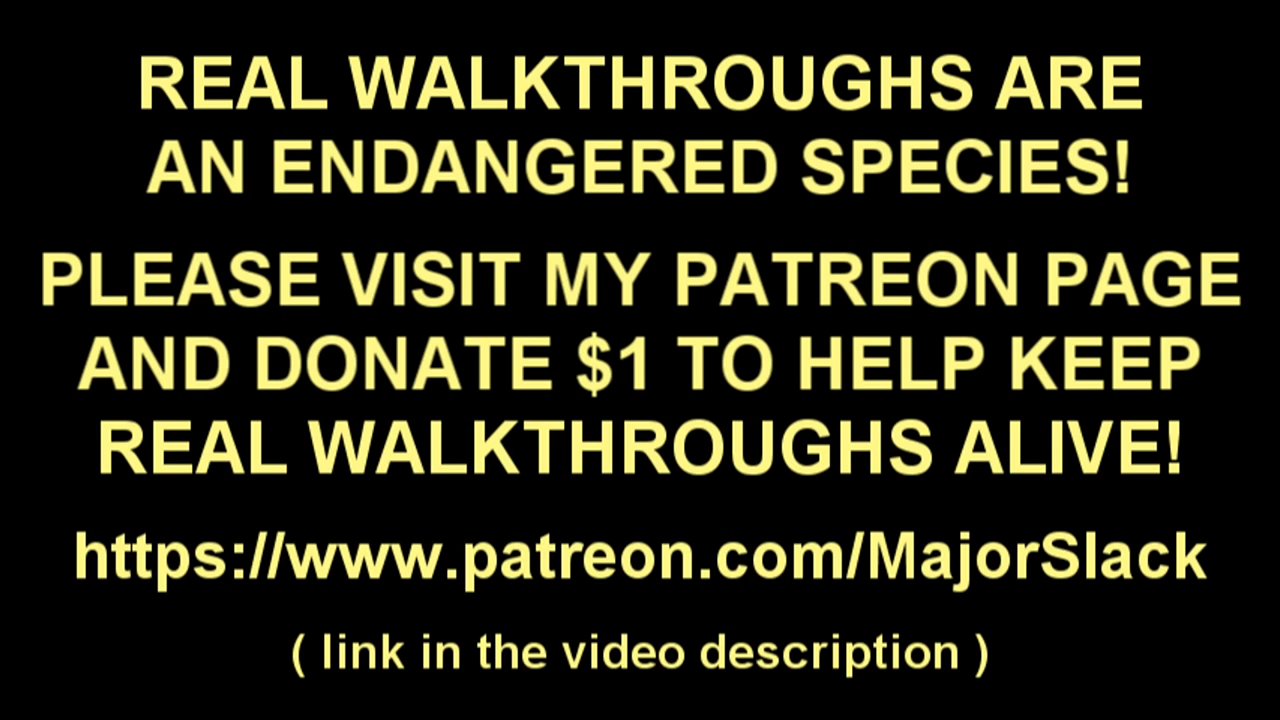 REAL WALKTHROUGHS ARE
AN ENDANGERED SPECIES!
PLEASE VISIT MY PATREON PAGE
AND DONATE $1 TO HELP KEEP
REAL WALKTHROUGHS ALIVE!
https://www.patreon.com/MajorSlack
( link in the video description )